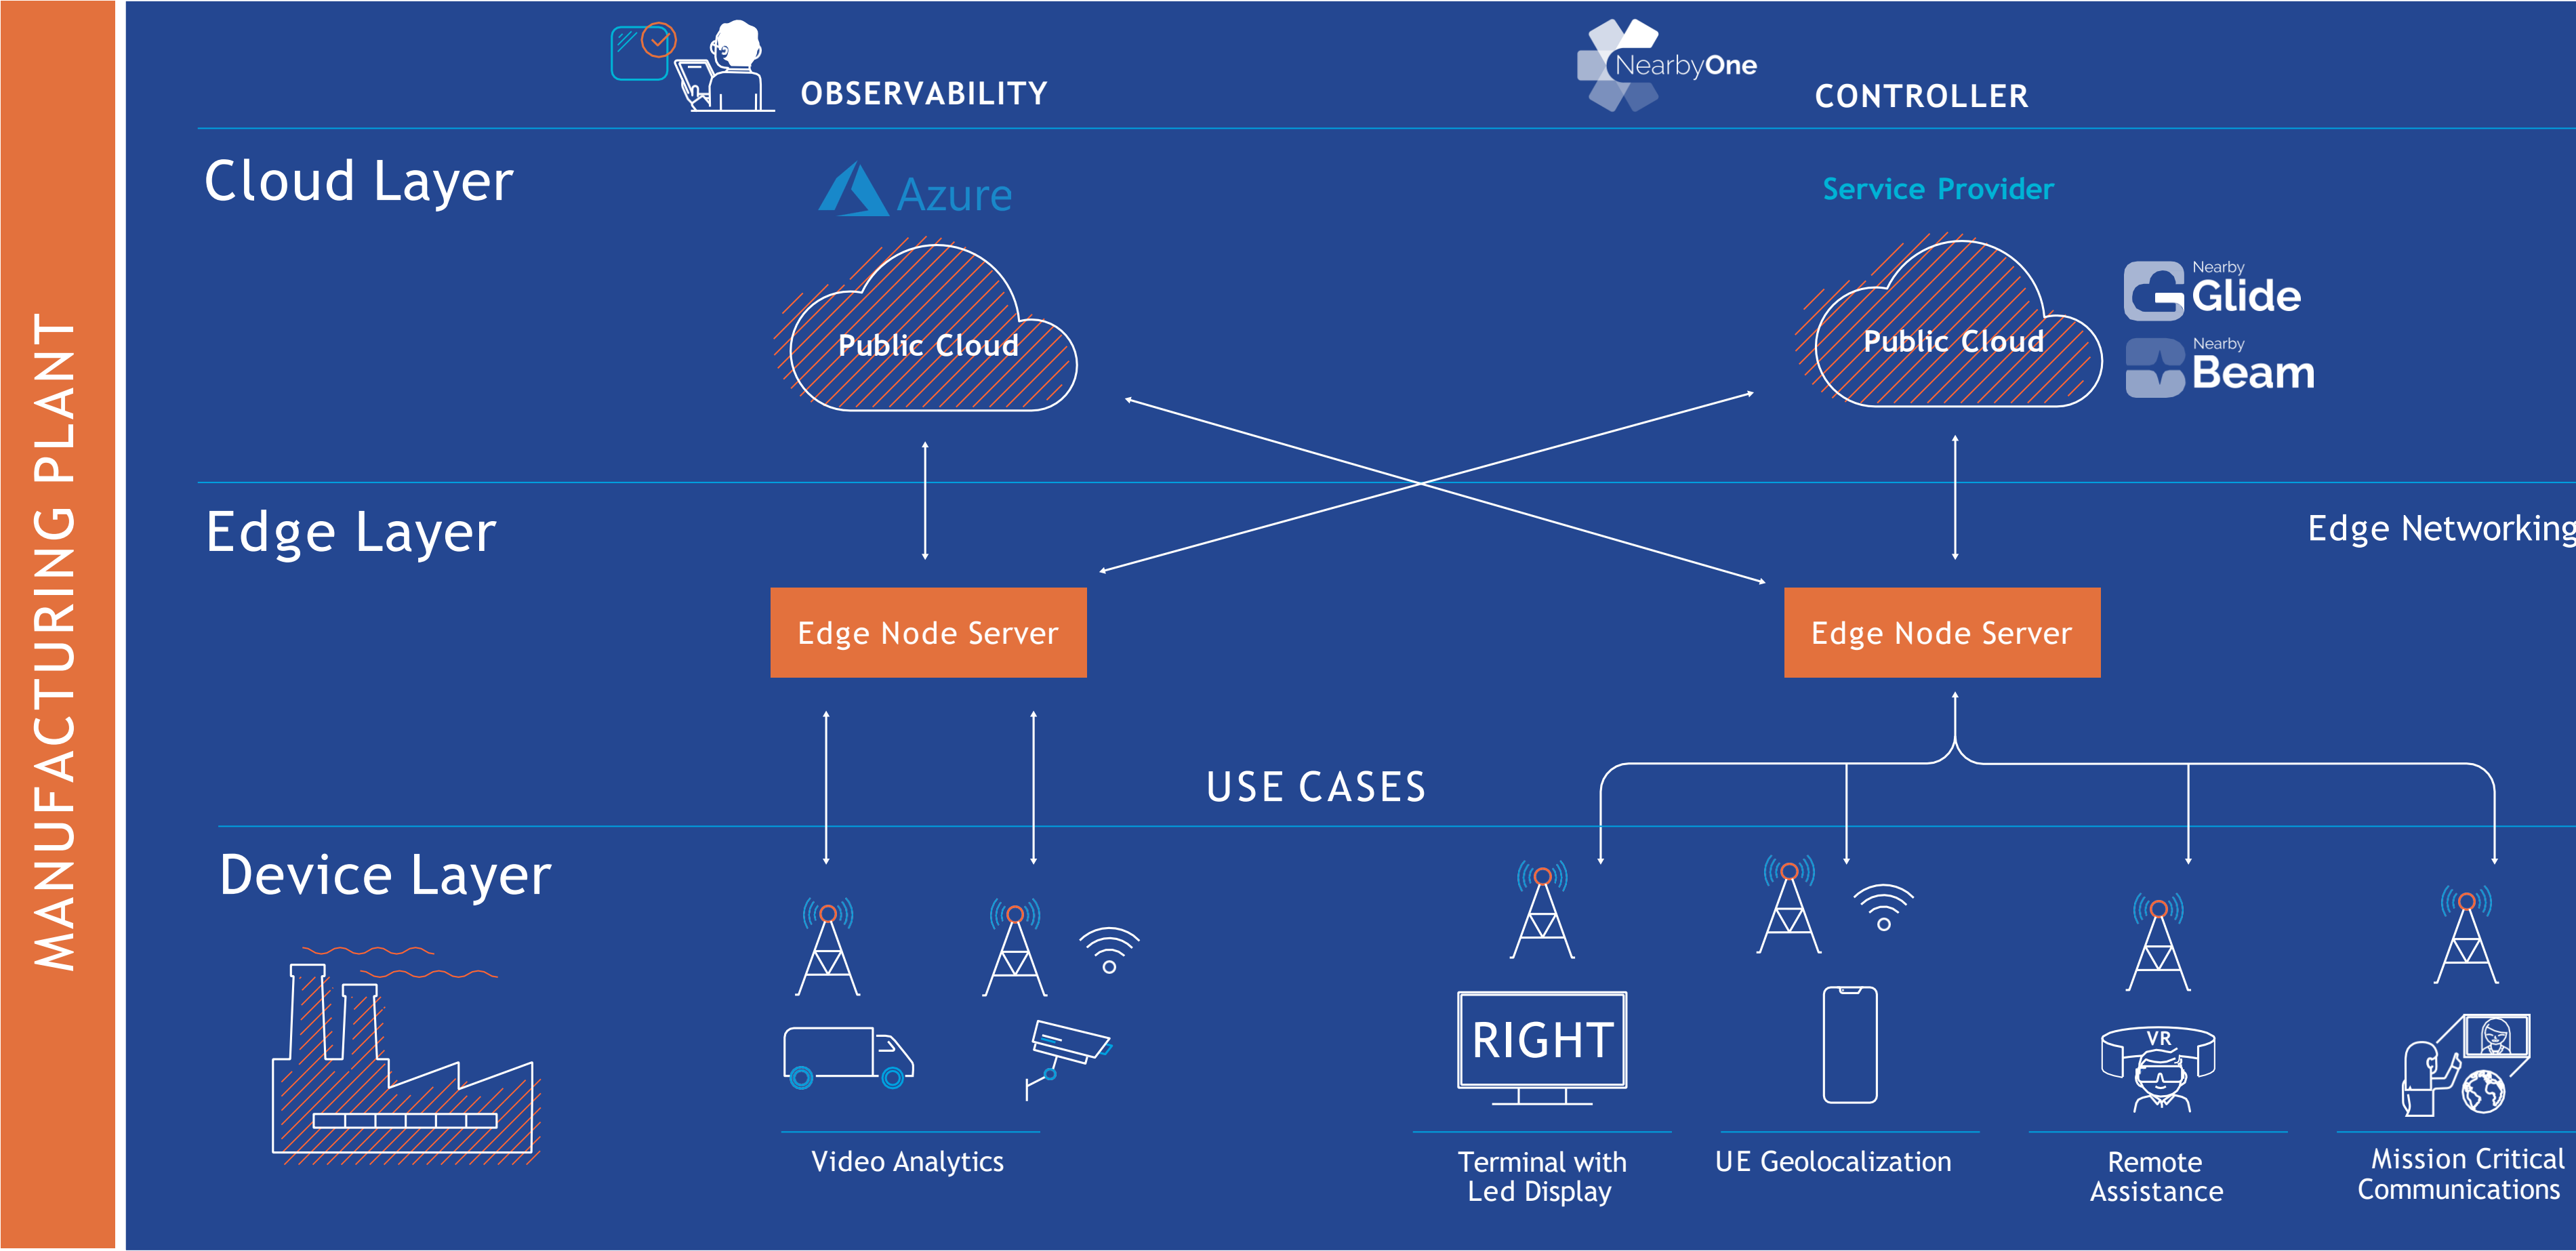 MANUFACTURING PLANT
OBSERVABILITY
NearbyOne
CONTROLLER
Cloud Layer
Azure
Service Provider
Public Cloud
Public Cloud
Nearby
Glide
Nearby
Beam
Edge Layer
Edge Networking
Edge Node Server
Edge Node Server
USE CASES
Device Layer
RIGHT
VR
Video Analytics
Terminal with
Led Display
UE Geolocalization
Remote
Assistance
Mission Critical
Communications